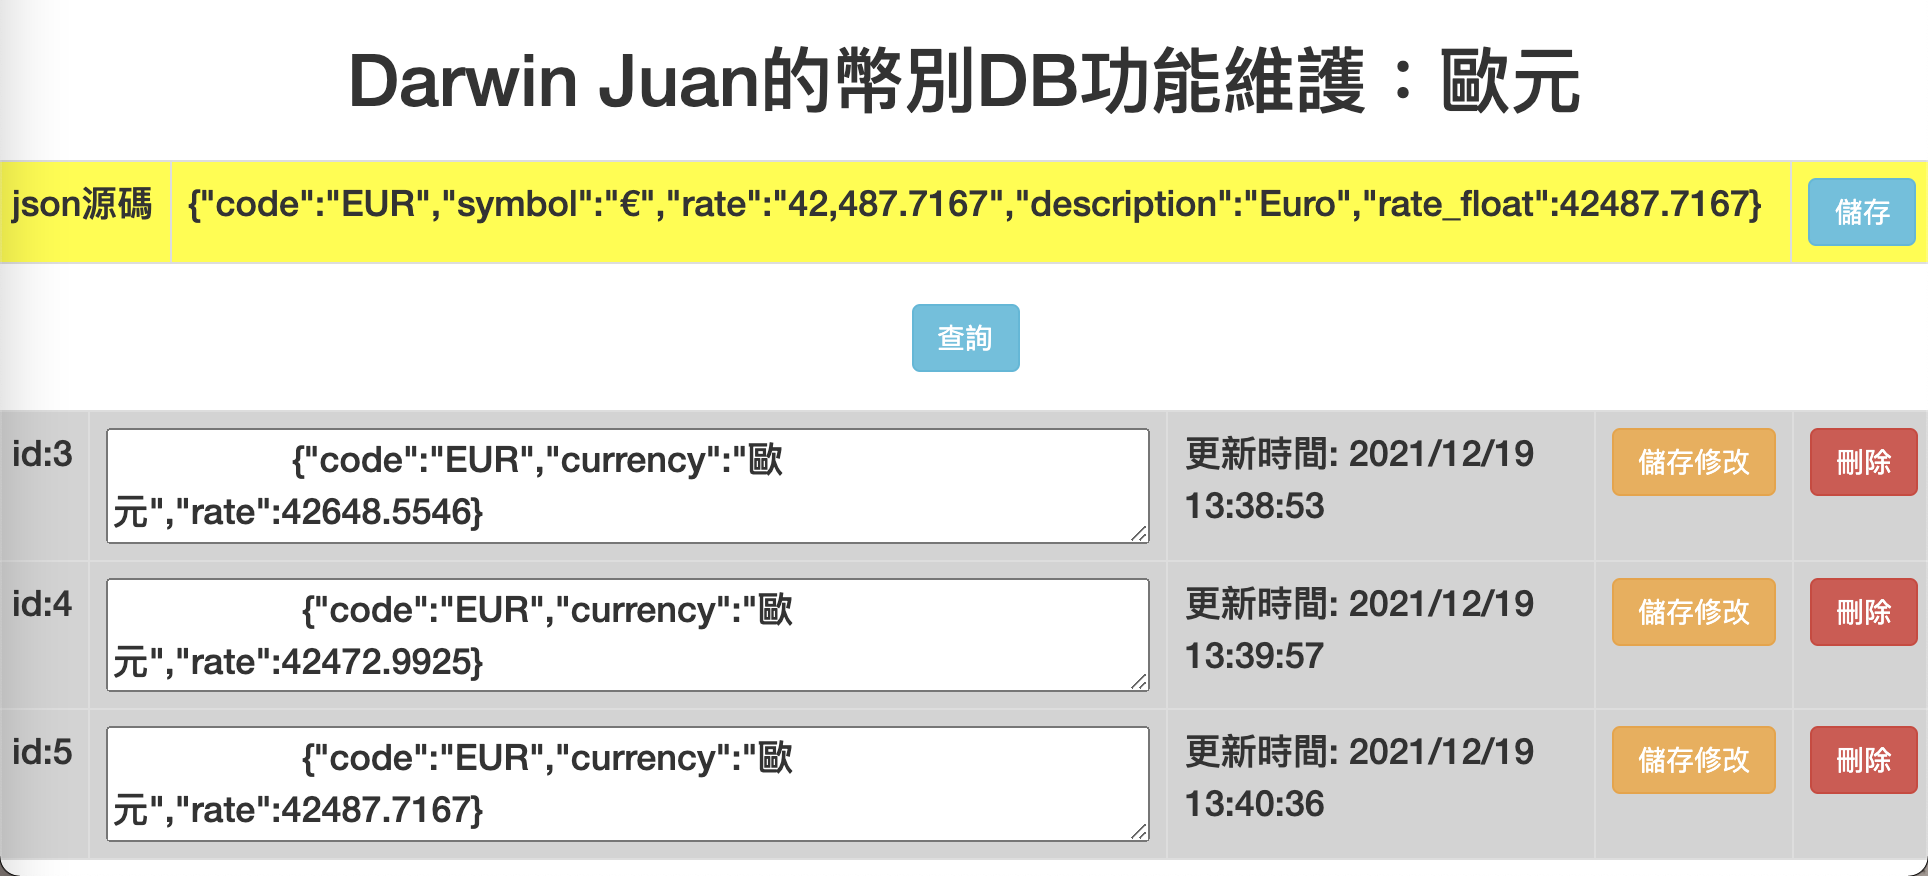 Darwin Juan的幣別DB功能維護：歐元
json源碼 {"code":"EUR","symbol":"€","rate":"42,487.7167","description":"Euro","rate_float":42487.7167} 儲存
查詢
id:3 {"code":"EUR","currency":"歐
元","rate":42648.5546}
更新時間: 2021/12/19
13:38:53
儲存修改 刪除
id:4 {"code":"EUR","currency":"歐
元","rate":42472.9925}
更新時間: 2021/12/19
13:39:57
儲存修改 刪除
id:5 {"code":"EUR","currency":"歐
元","rate":42487.7167}
更新時間: 2021/12/19
13:40:36
儲存修改 刪除